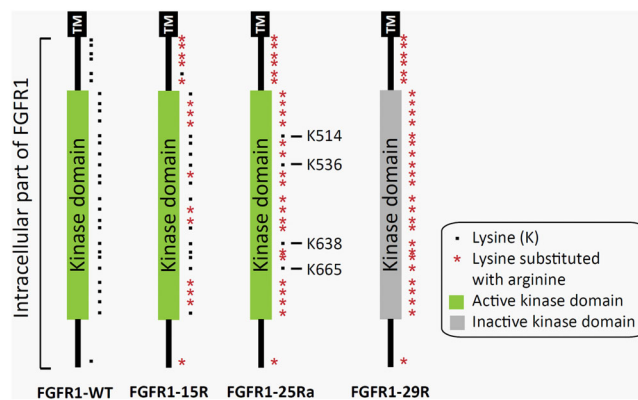 TM TM TM TM
Intracellular part of FGFR1
Kinase domain
Kinase domain
Kinase domain
Kinase domain
K514
K536
K638
K665
Lysine (K)
* Lysine substituted
with arginine
Active kinase domain
Inactive kinase domain
FGFR1-WT FGFR1-15R FGFR1-25Ra FGFR1-29R